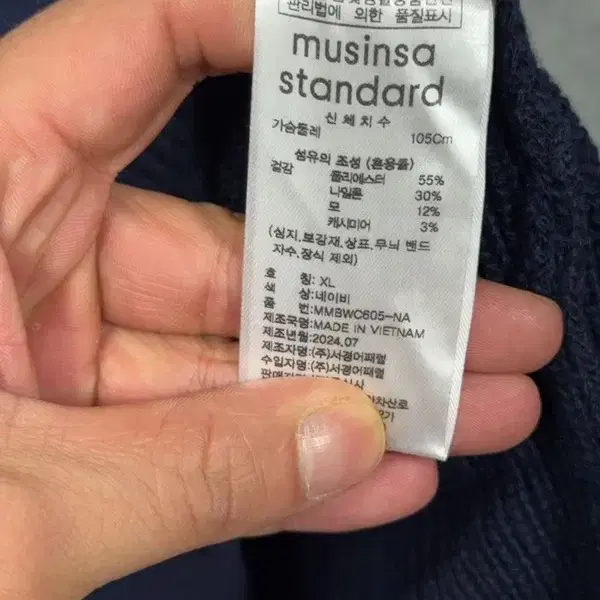 관리법에 의한 품질표시
musinsa
standard
신체치수
가슴둘레 105Cm
섬유의 조성 (혼용률)
겉감 폴리에스터 55%
나일론 30%
모 12%
캐시미어 3%
(심지.보강재.상표.무늬 밴드
자수.장식 제외)
호 칭: XL
색 상:네이비
품 번:MMBWC605-NA
제조국명:MADE IN VIETNAM
제조년월:2024.07
제조자명:(주)서경어패럴
수입자명:(주)서경어패럴